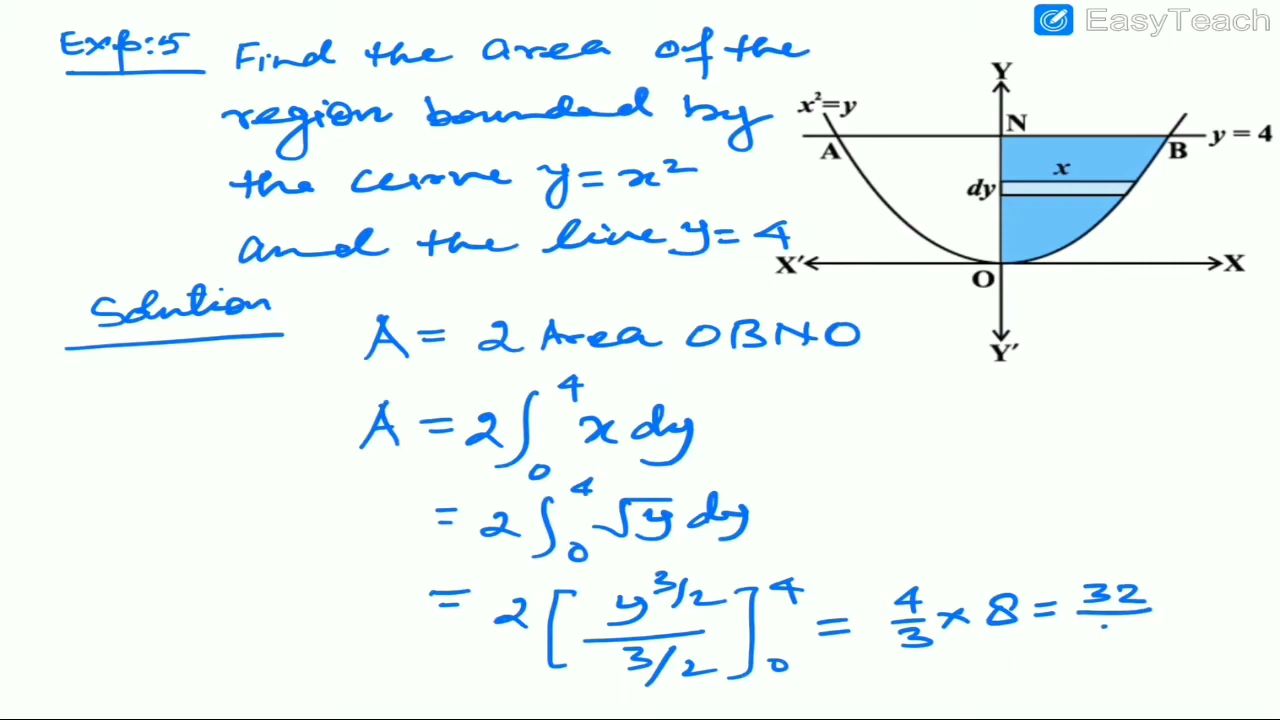 EasyTeach
Exp:5 Find the area of the
region bounded by
the curve y = x²
and the line y = 4
Y
x²=y
N
A
B
y = 4
x
dy
X′
X
O
Y′
Solution
A = 2 Area OBNO
A = 2 ∫₀⁴ x dy
= 2 ∫₀⁴ √y dy
= 2 [ y^3/2 / 3/2 ]₀⁴ = 4/3 × 8 = 32/